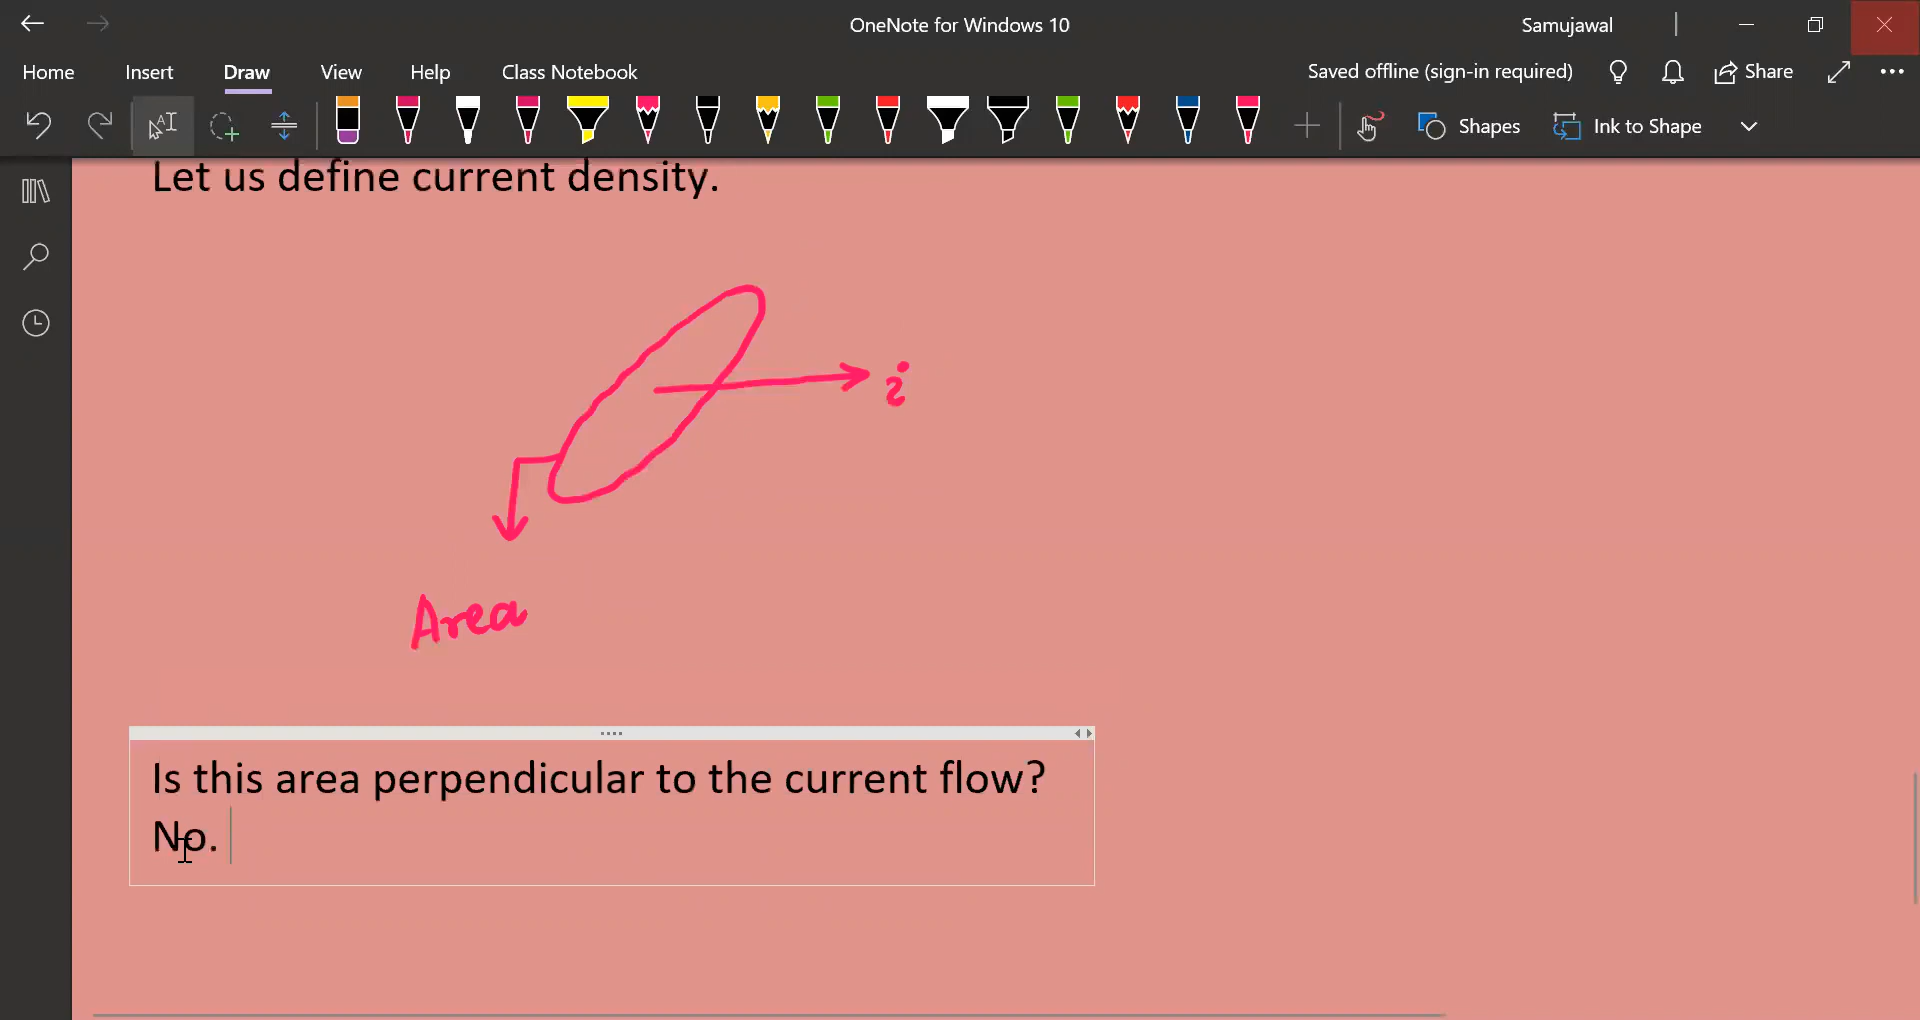 OneNote for Windows 10
Samujawal
Home Insert Draw View Help Class Notebook
Saved offline (sign-in required) Share
Shapes Ink to Shape
Let us define current density.
i
Area
Is this area perpendicular to the current flow?
No.